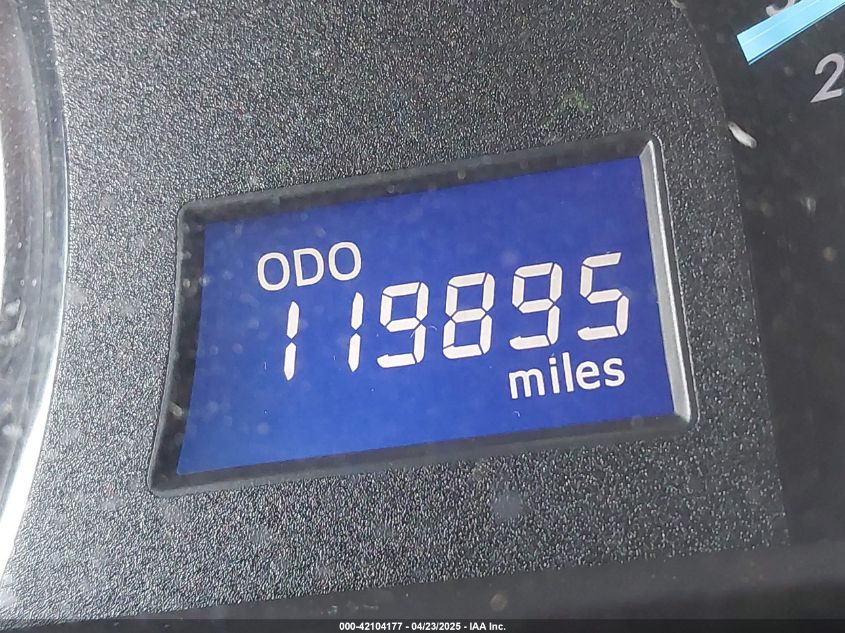 2
ODO
119895
miles
000-42104177 - 04/23/2025 - IAA Inc.